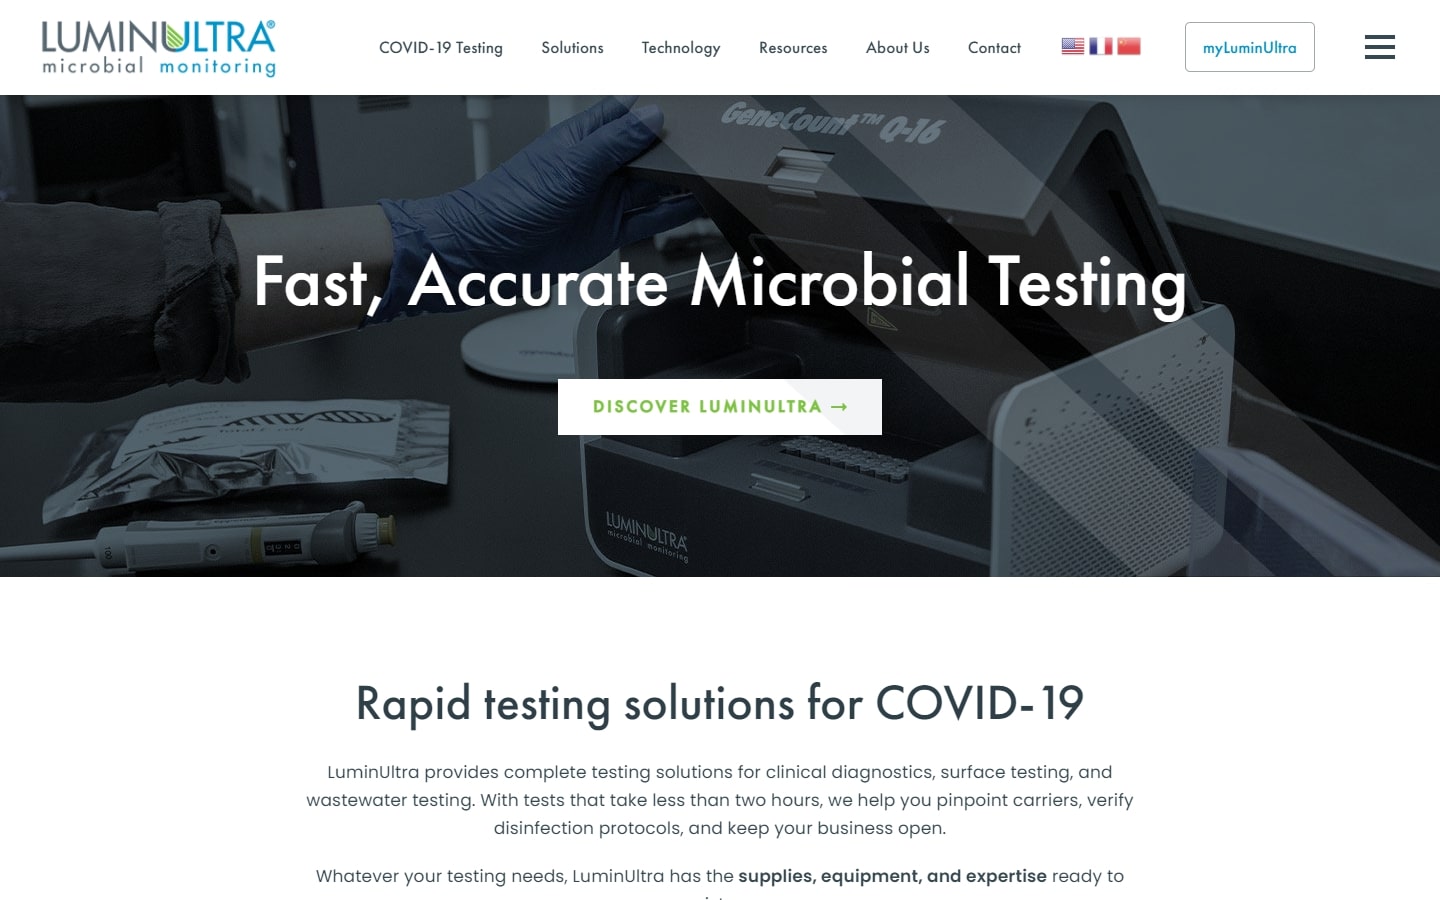 LUMINULTRA®
microbial monitoring
COVID-19 Testing
Solutions
Technology
Resources
About Us
Contact
myLuminUltra
GeneCount™ Q-16
Fast, Accurate Microbial Testing
DISCOVER LUMINULTRA →
Total E. coli
100
LUMINULTRA
microbial monitoring
Rapid testing solutions for COVID-19
LuminUltra provides complete testing solutions for clinical diagnostics, surface testing, and
wastewater testing. With tests that take less than two hours, we help you pinpoint carriers, verify
disinfection protocols, and keep your business open.
Whatever your testing needs, LuminUltra has the supplies, equipment, and expertise ready to